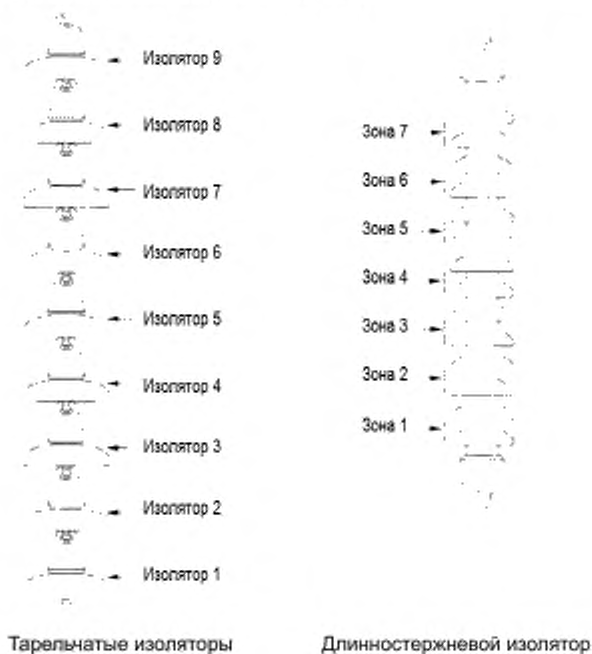 Изолятор 9
Изолятор 8
Изолятор 7
Изолятор 6
Изолятор 5
Изолятор 4
Изолятор 3
Изолятор 2
Изолятор 1
Тарельчатые изоляторы
Зона 7
Зона 6
Зона 5
Зона 4
Зона 3
Зона 2
Зона 1
Длинностержневой изолятор